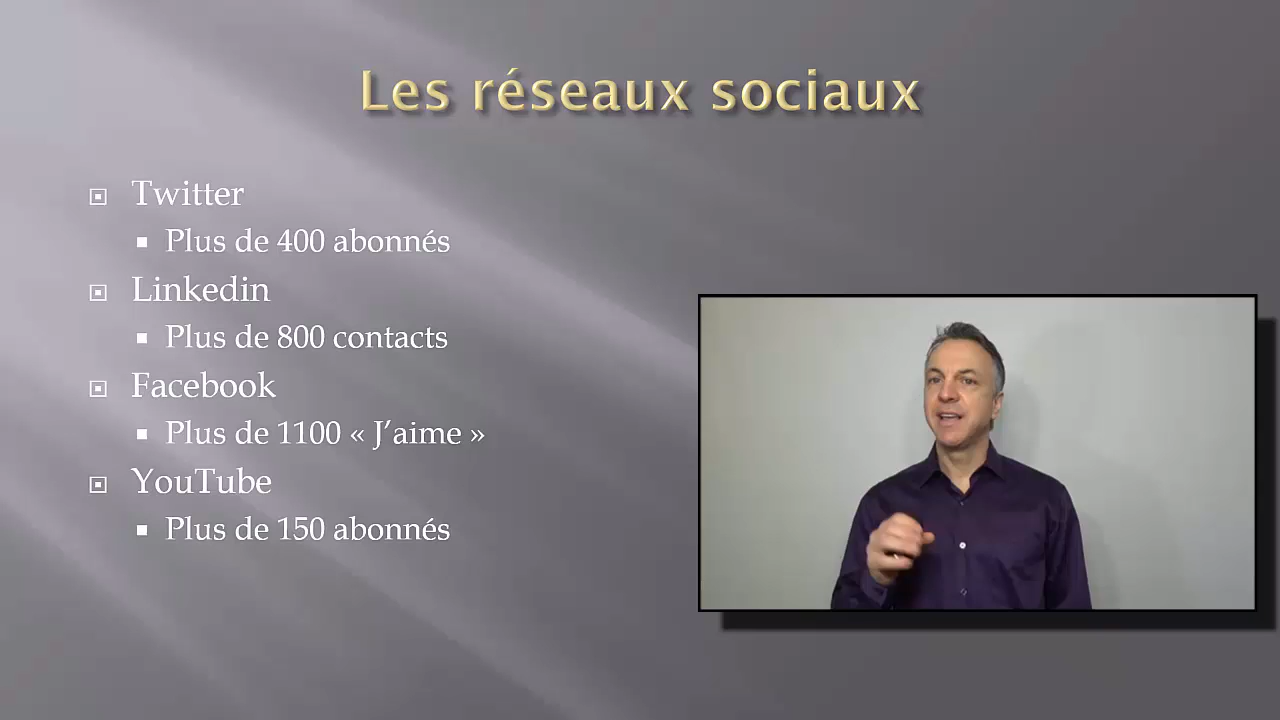 Les réseaux sociaux
Twitter
Plus de 400 abonnés
Linkedin
Plus de 800 contacts
Facebook
Plus de 1100 « J’aime »
YouTube
Plus de 150 abonnés